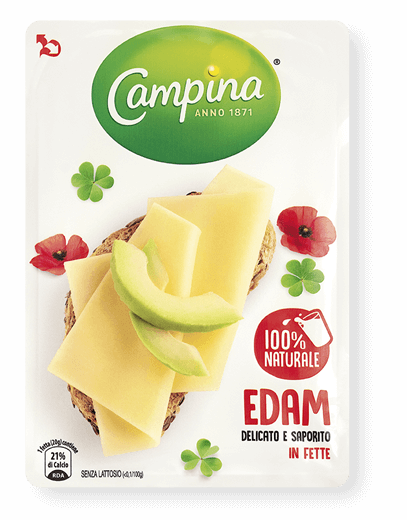 Campina
®
ANNO 1871
100%
NATURALE
EDAM
DELICATO E SAPORITO
IN FETTE
1 fetta (20g) contiene
21%
di Calcio
RDA
SENZA LATTOSIO (<0,1/100g)